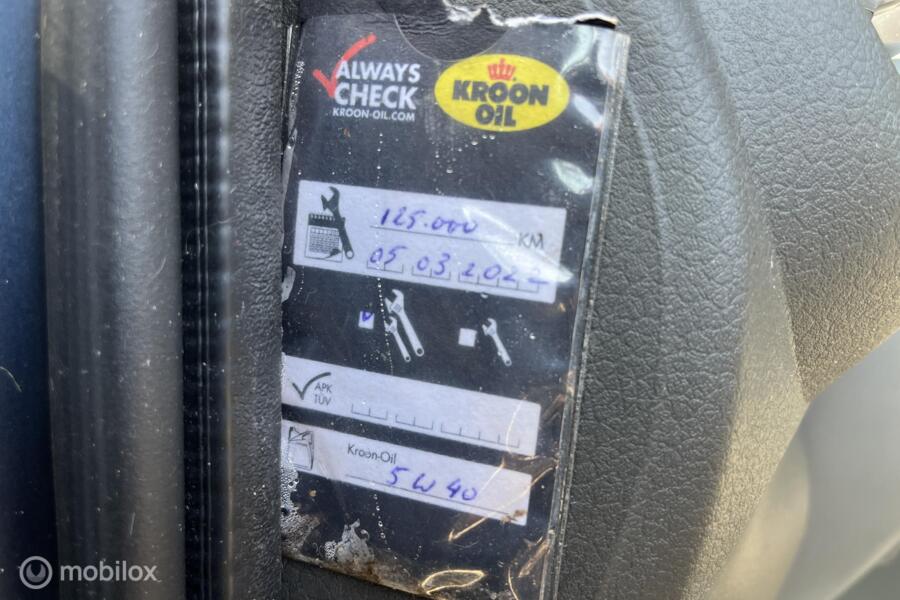 ALWAYS
CHECK
KROON-OIL.COM
KROON
OIL
125.000 KM
05 03 2022
APK
TÜV
Kroon-Oil
5W40
mobilox